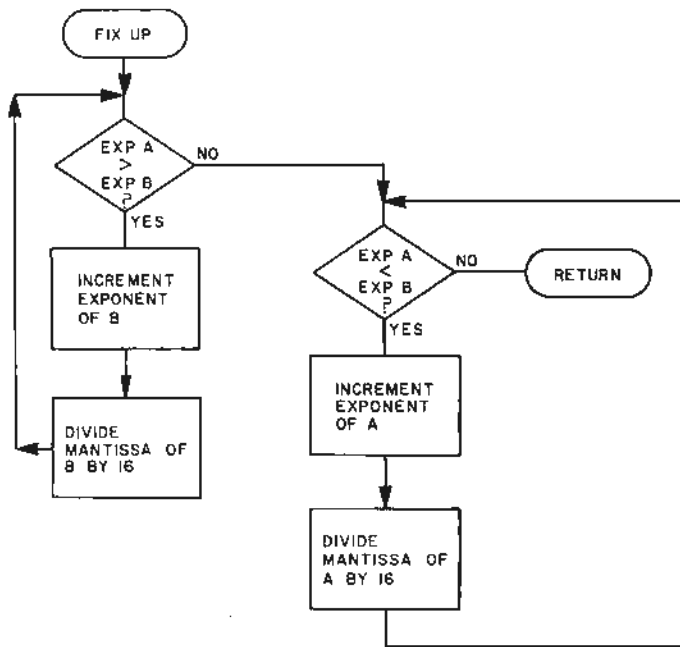 FIX UP
EXP A
>
EXP B
?
NO
YES
INCREMENT
EXPONENT
OF B
DIVIDE
MANTISSA OF
B BY 16
EXP A
<
EXP B
?
NO
RETURN
YES
INCREMENT
EXPONENT
OF A
DIVIDE
MANTISSA OF
A BY 16